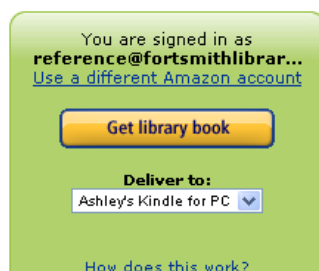 You are signed in as
reference@fortsmithlibrar...
Use a different Amazon account
Get library book
Deliver to:
Ashley's Kindle for PC
How does this work?